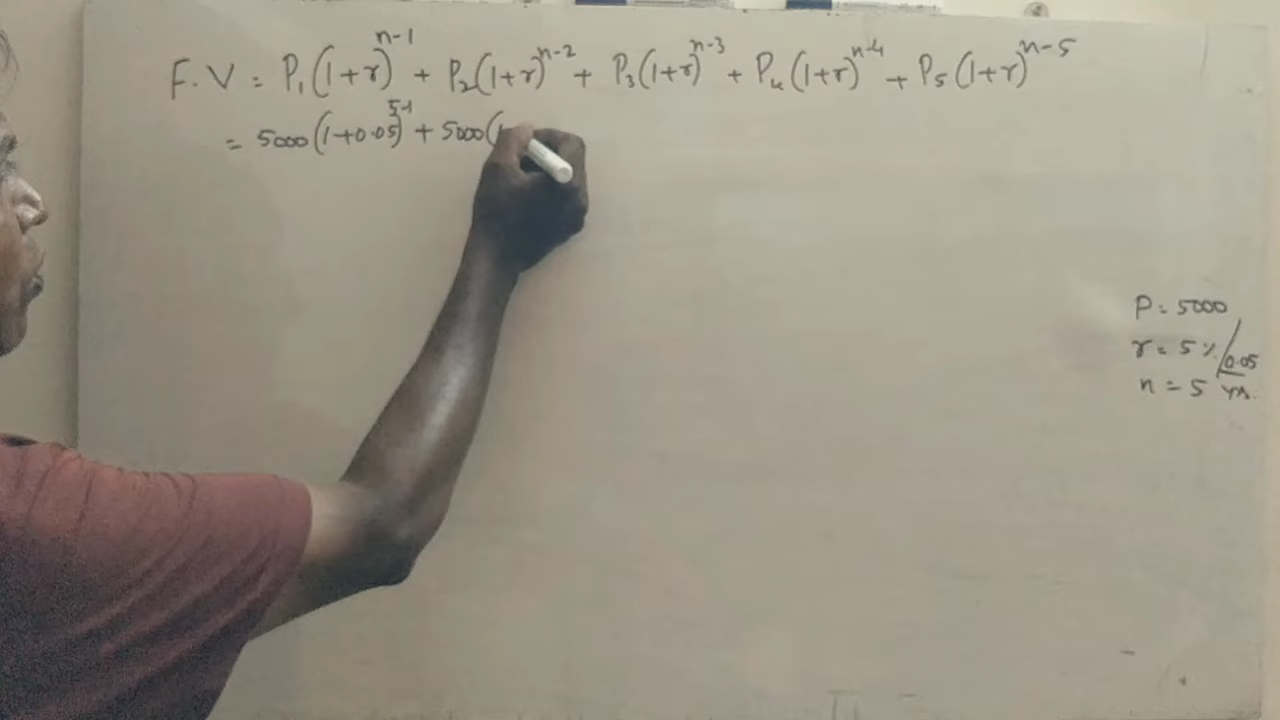 F.V = P₁(1+r)ⁿ⁻¹ + P₂(1+r)ⁿ⁻² + P₃(1+r)ⁿ⁻³ + P₄(1+r)ⁿ⁻⁴ + P₅(1+r)ⁿ⁻⁵
= 5000(1+0.05)⁵⁻¹ + 5000(1
P = 5000
r = 5%/0.05
n = 5 yrs.